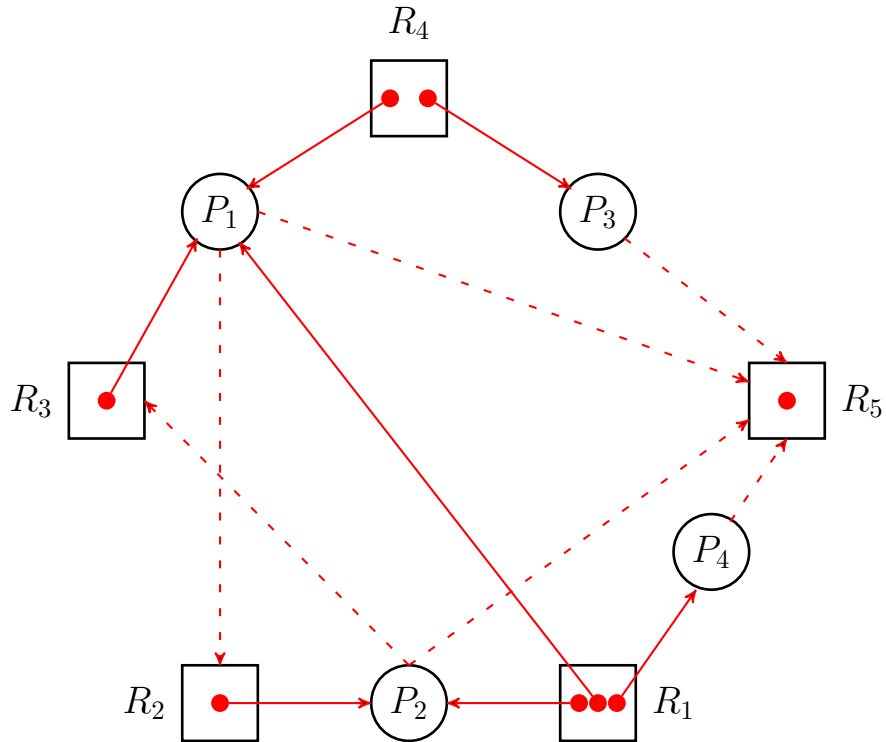 R₄
P₁
P₃
R₃
R₅
P₄
R₂
P₂
R₁